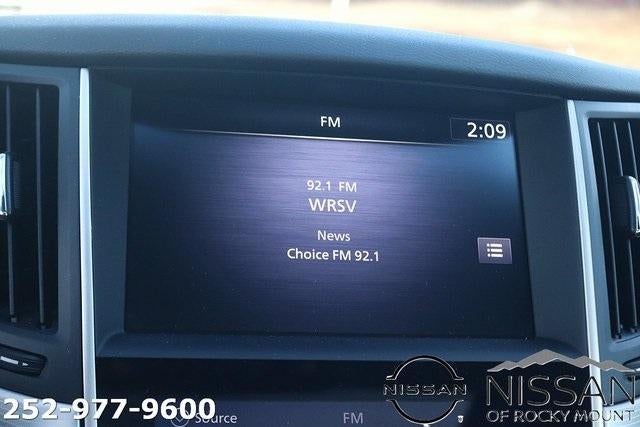 FM
2:09
92.1 FM
WRSV
News
Choice FM 92.1
252-977-9600
Source
FM
NISSAN
NISSAN
OF ROCKY MOUNT